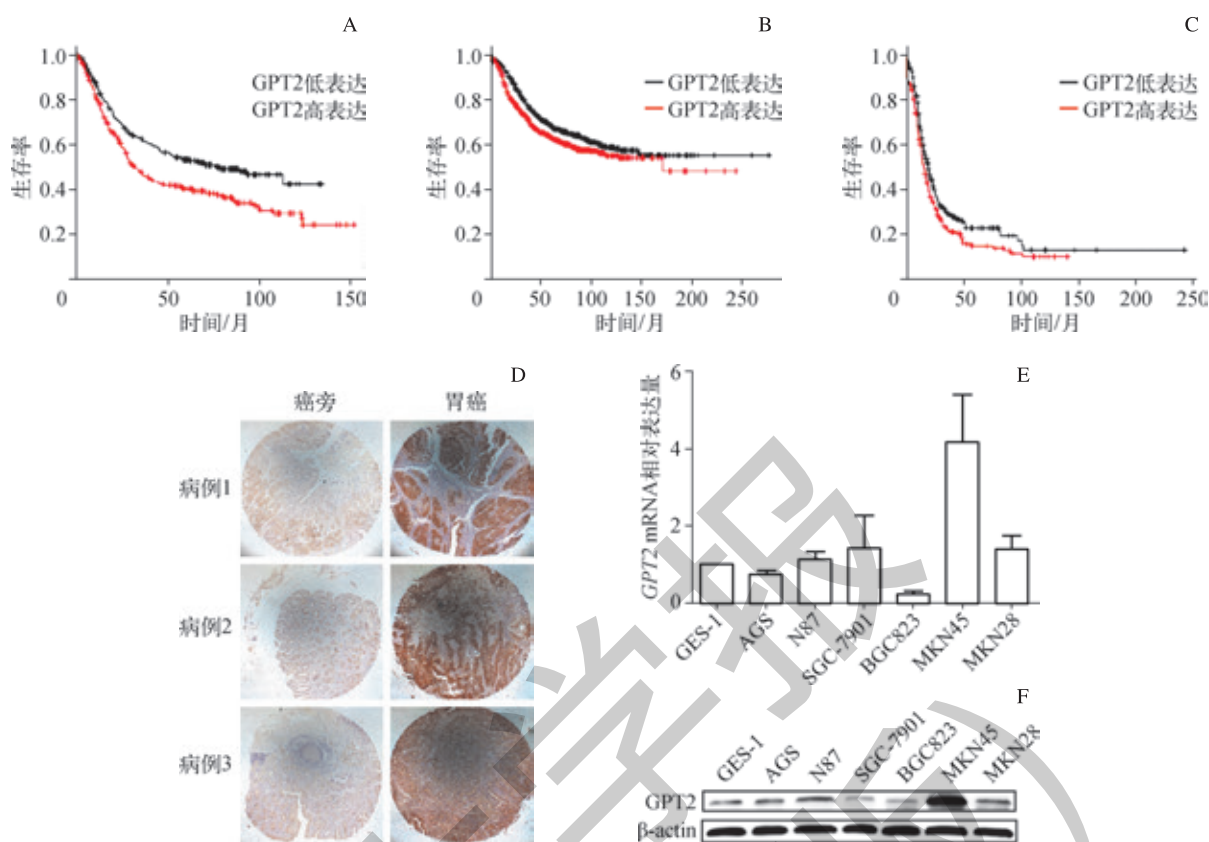 A
1.0
0.8
0.6
0.4
0.2
0
50
100
150
生存率
时间/月
GPT2低表达
GPT2高表达
B
1.0
0.8
0.6
0.4
0.2
0
50
100
150
200
250
生存率
时间/月
GPT2低表达
GPT2高表达
C
1.0
0.8
0.6
0.4
0.2
0
50
100
150
200
250
生存率
时间/月
GPT2低表达
GPT2高表达
D
癌旁
胃癌
病例1
病例2
病例3
E
GPT2 mRNA相对表达量
6
4
2
0
GES-1
AGS
N87
SGC-7901
BGC823
MKN45
MKN28
F
GES-1
AGS
N87
SGC-7901
BGC823
MKN45
MKN28
GPT2
β-actin
学报